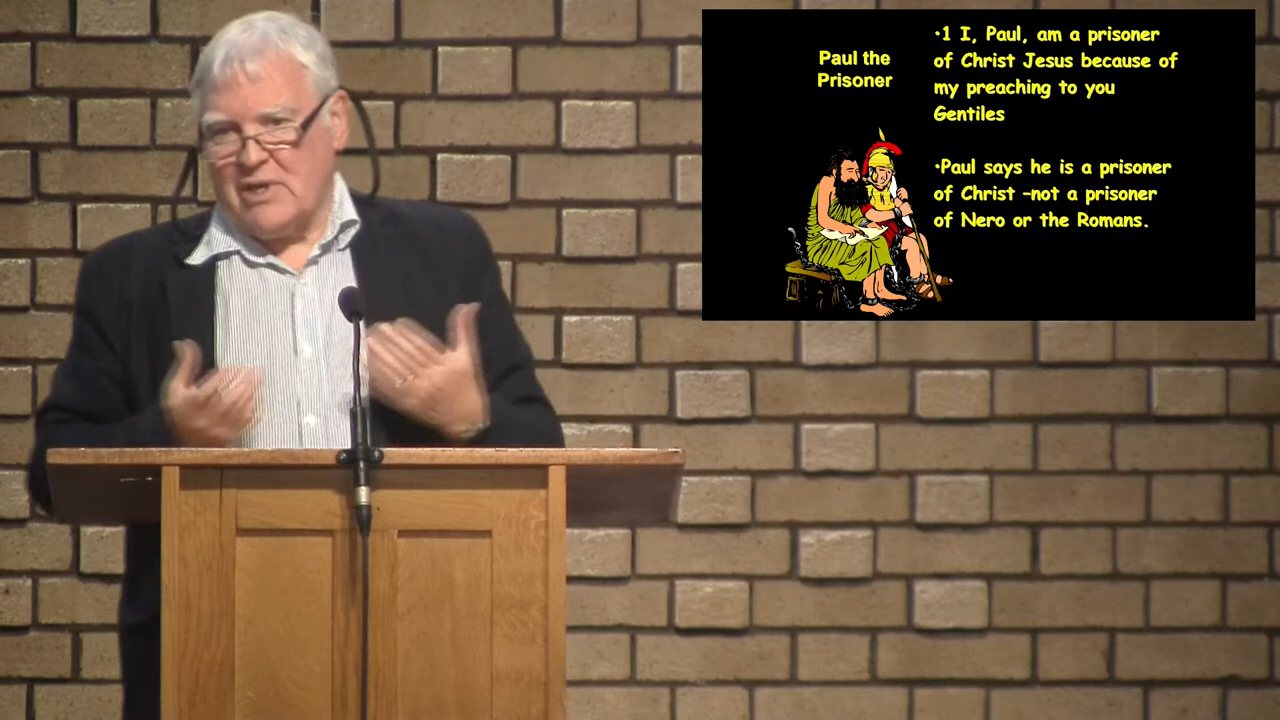 Paul the
Prisoner
•1 I, Paul, am a prisoner
of Christ Jesus because of
my preaching to you
Gentiles
•Paul says he is a prisoner
of Christ –not a prisoner
of Nero or the Romans.